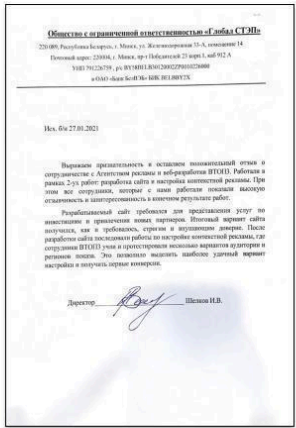 Общество с ограниченной ответственностью «Глобал СТЭП»
220 089, Республика Беларусь, г. Минск, ул. Железнодорожная 33-А, помещение 14
Почтовый адрес: 220004, г. Минск, пр-т Победителей 23 корп.1, каб 912 А
УНП 791226759 , р/с
в ОАО «Банк БелВЭБ» БИК BELBBY2X
Исх. б/н 27.01.2021
Выражаем признательность и оставляем положительный отзыв о
сотрудничестве с Агентством рекламы и веб-разработки ВТОПЭ. Работали в
рамках 2-ух работ: разработка сайта и настройка контекстной рекламы. При
этом все сотрудники, которые с нами работали показали высокую
отзывчивость и заинтересованность в конечном результате работ.
Разрабатываемый сайт требовался для представления услуг по
инвестициям и привлечения новых партнеров. Итоговый вариант сайта
получился, как и требовалось, строгим и внушающим доверие. После
разработки сайта последовали работы по настройке контекстной рекламы, где
сотрудники ВТОПЭ учли и протестировали несколько вариантов аудитории и
регионов показа. Это позволило выделить наиболее удачный вариант
настройки и получить первые конверсии.
Директор Шелков И.В.